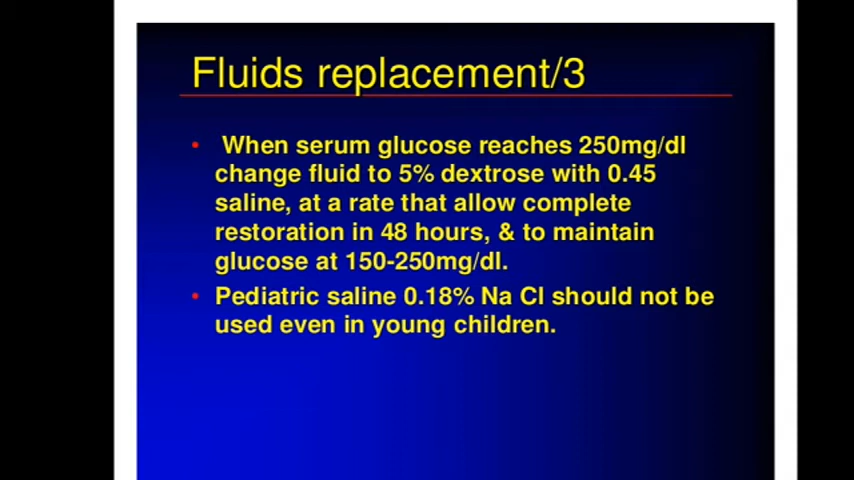 Fluids replacement/3
• When serum glucose reaches 250mg/dl
change fluid to 5% dextrose with 0.45
saline, at a rate that allow complete
restoration in 48 hours, & to maintain
glucose at 150-250mg/dl.
• Pediatric saline 0.18% Na Cl should not be
used even in young children.